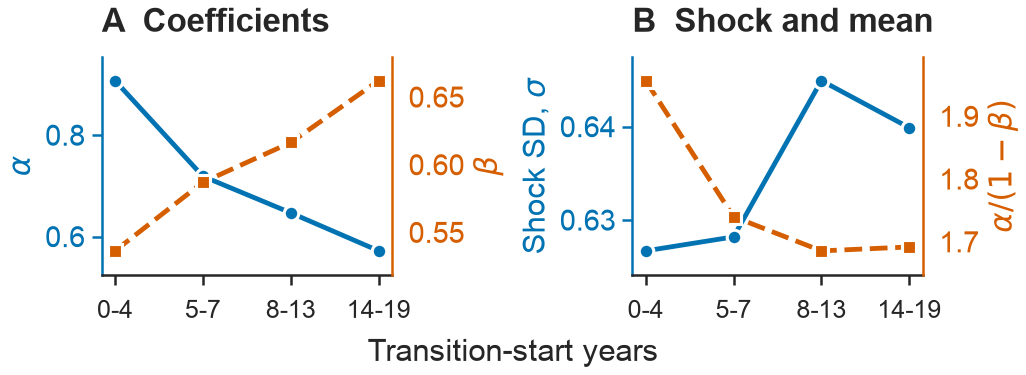 A Coefficients
α
0.8
0.6
0.65
0.60
0.55
β
0-4 5-7 8-13 14-19
B Shock and mean
Shock SD, σ
0.64
0.63
1.9
1.8
1.7
α/(1 − β)
0-4 5-7 8-13 14-19
Transition-start years